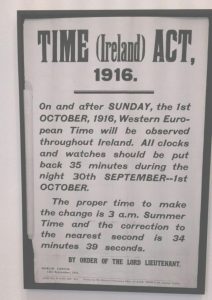 TIME (Ireland) ACT,
1916.
On and after SUNDAY, the 1st
OCTOBER, 1916, Western Euro-
pean Time will be observed
throughout Ireland. All clocks
and watches should be put
back 35 minutes during the
night 30th SEPTEMBER--1st
OCTOBER.
The proper time to make
the change is 3 a.m. Summer
Time and the correction to
the nearest second is 34
minutes 39 seconds.
BY ORDER OF THE LORD LIEUTENANT.
DUBLIN CASTLE,